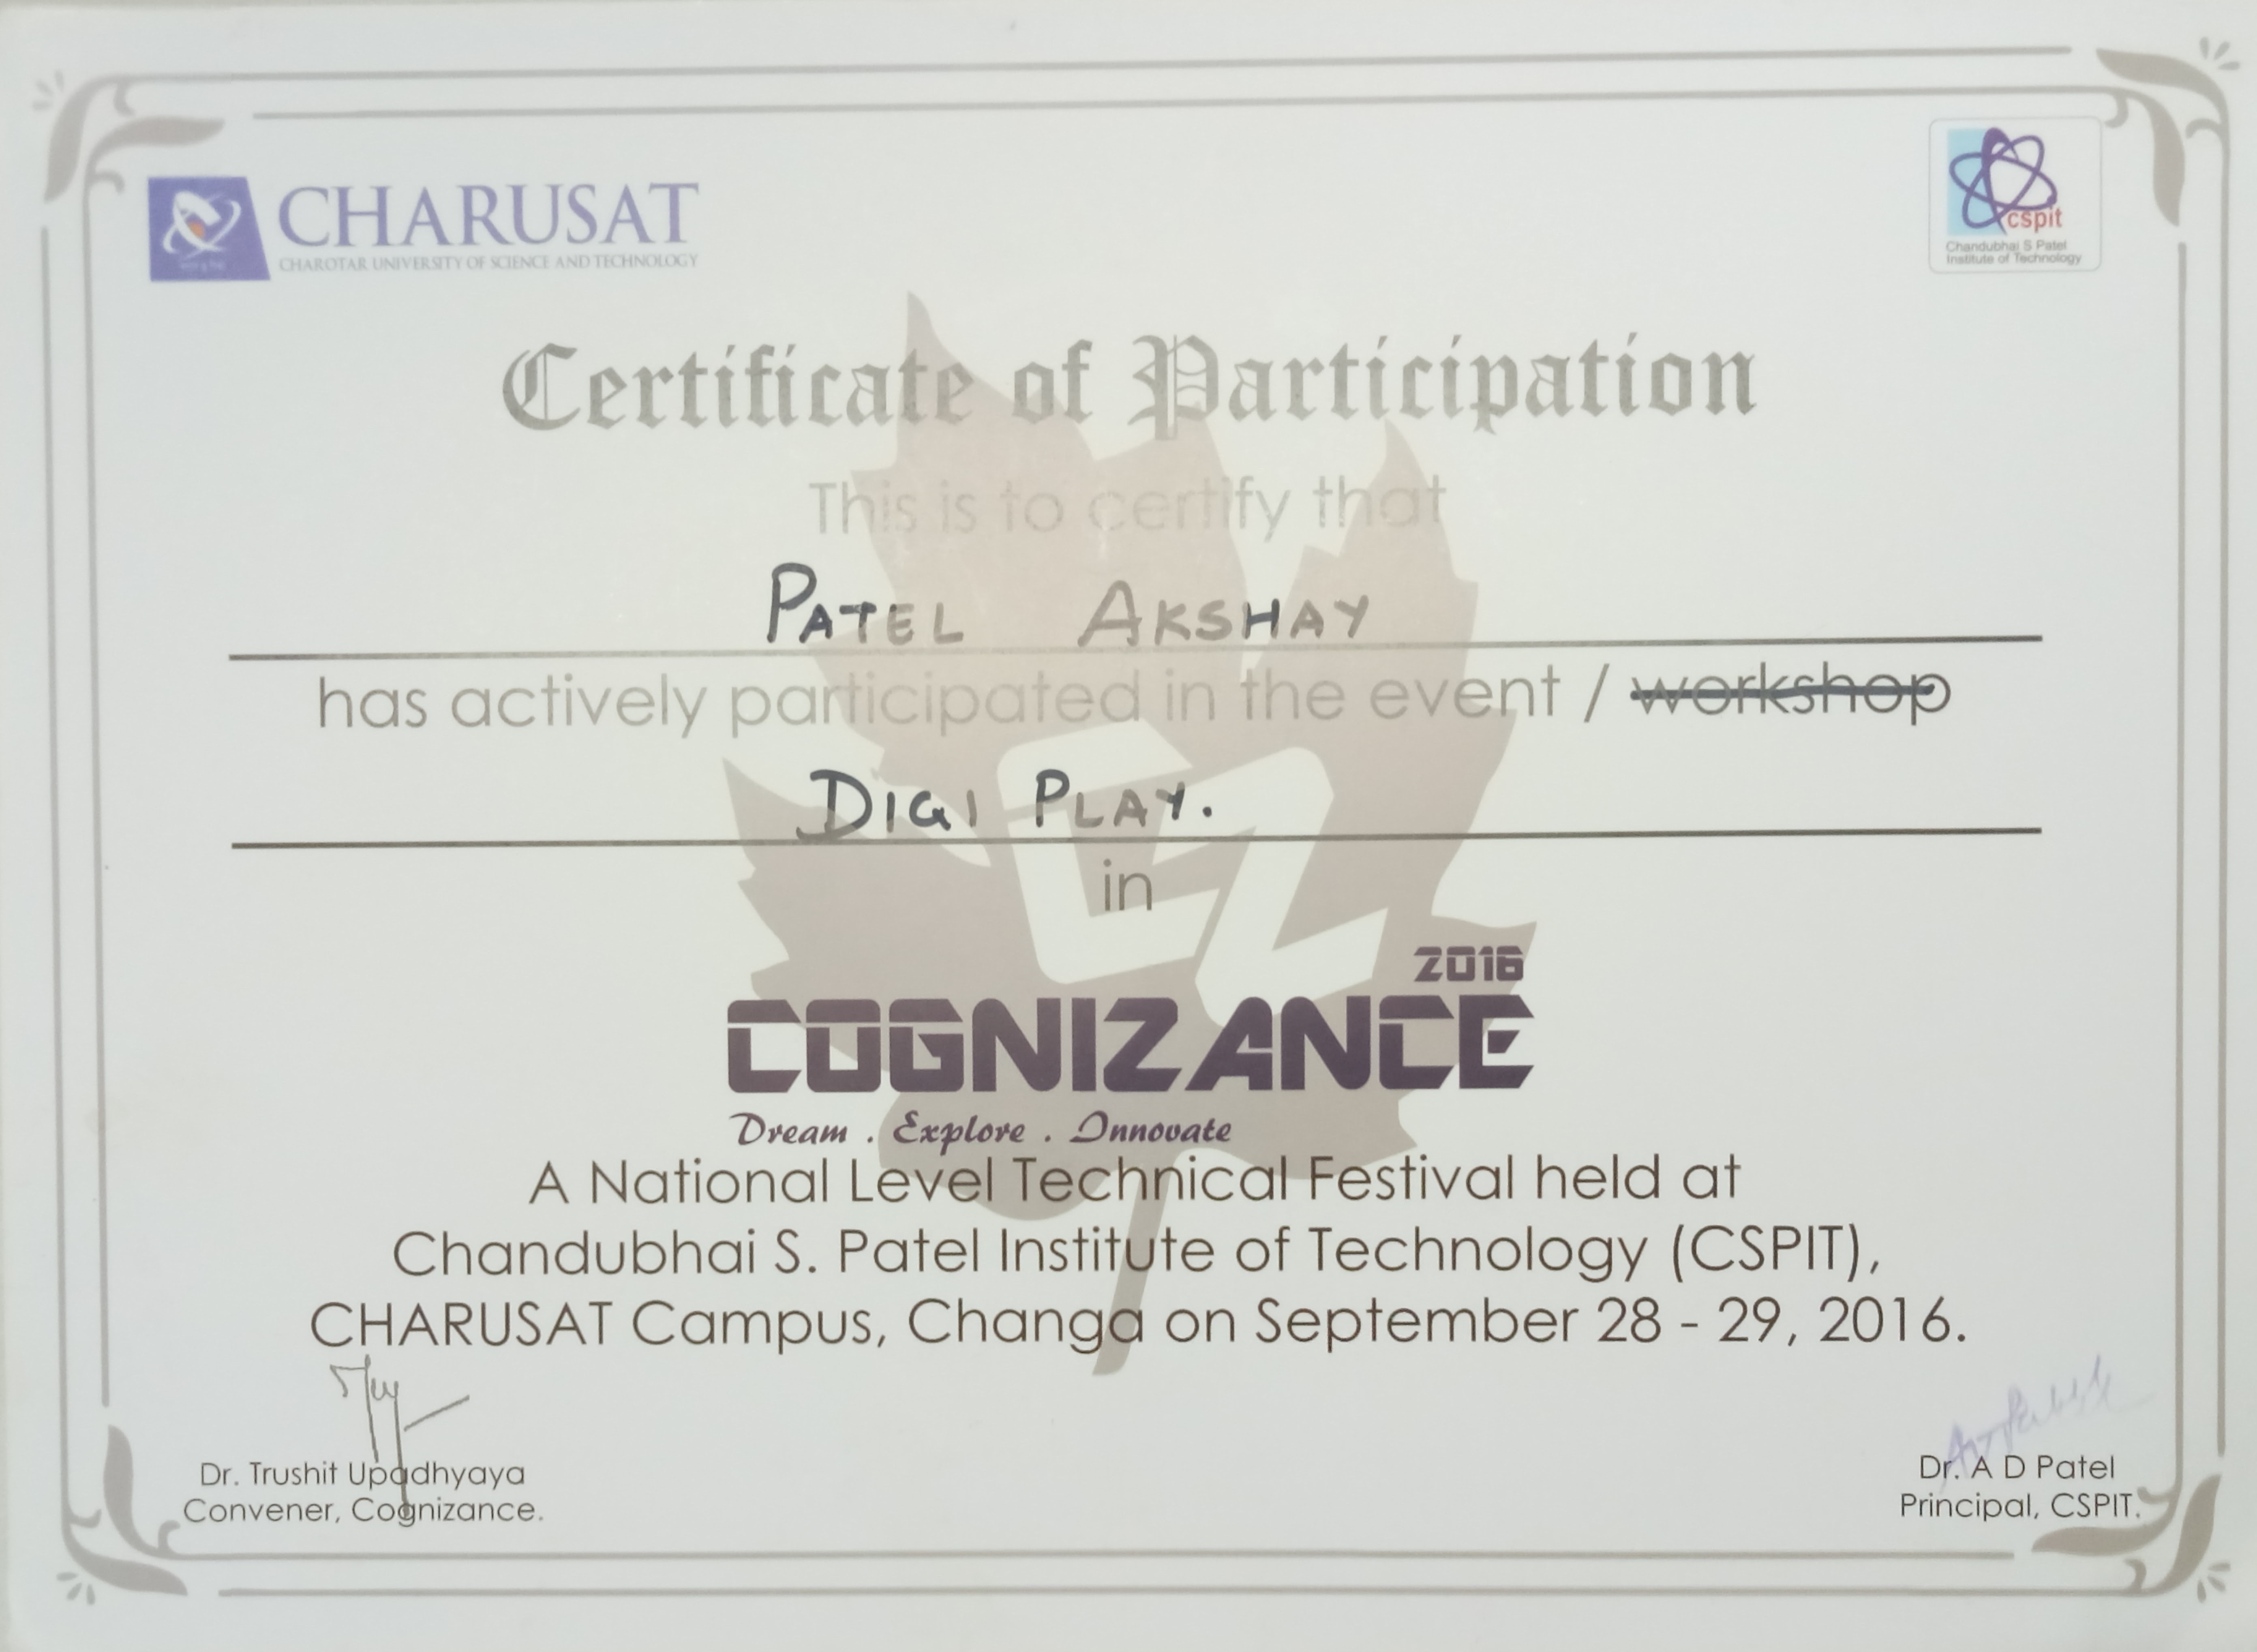 CHARUSAT
CHAROTAR UNIVERSITY OF SCIENCE AND TECHNOLOGY
cspit
Chandubhai S Patel
Institute of Technology
Certificate of Participation
This is to certify that
PATEL AKSHAY
has actively participated in the event / workshop
DIGI PLAY.
in
2016
COGNIZANCE
Dream . Explore . Innovate
A National Level Technical Festival held at
Chandubhai S. Patel Institute of Technology (CSPIT),
CHARUSAT Campus, Changa on September 28 - 29, 2016.
Dr. Trushit Upadhyaya
Convener, Cognizance.
Dr. A D Patel
Principal, CSPIT.